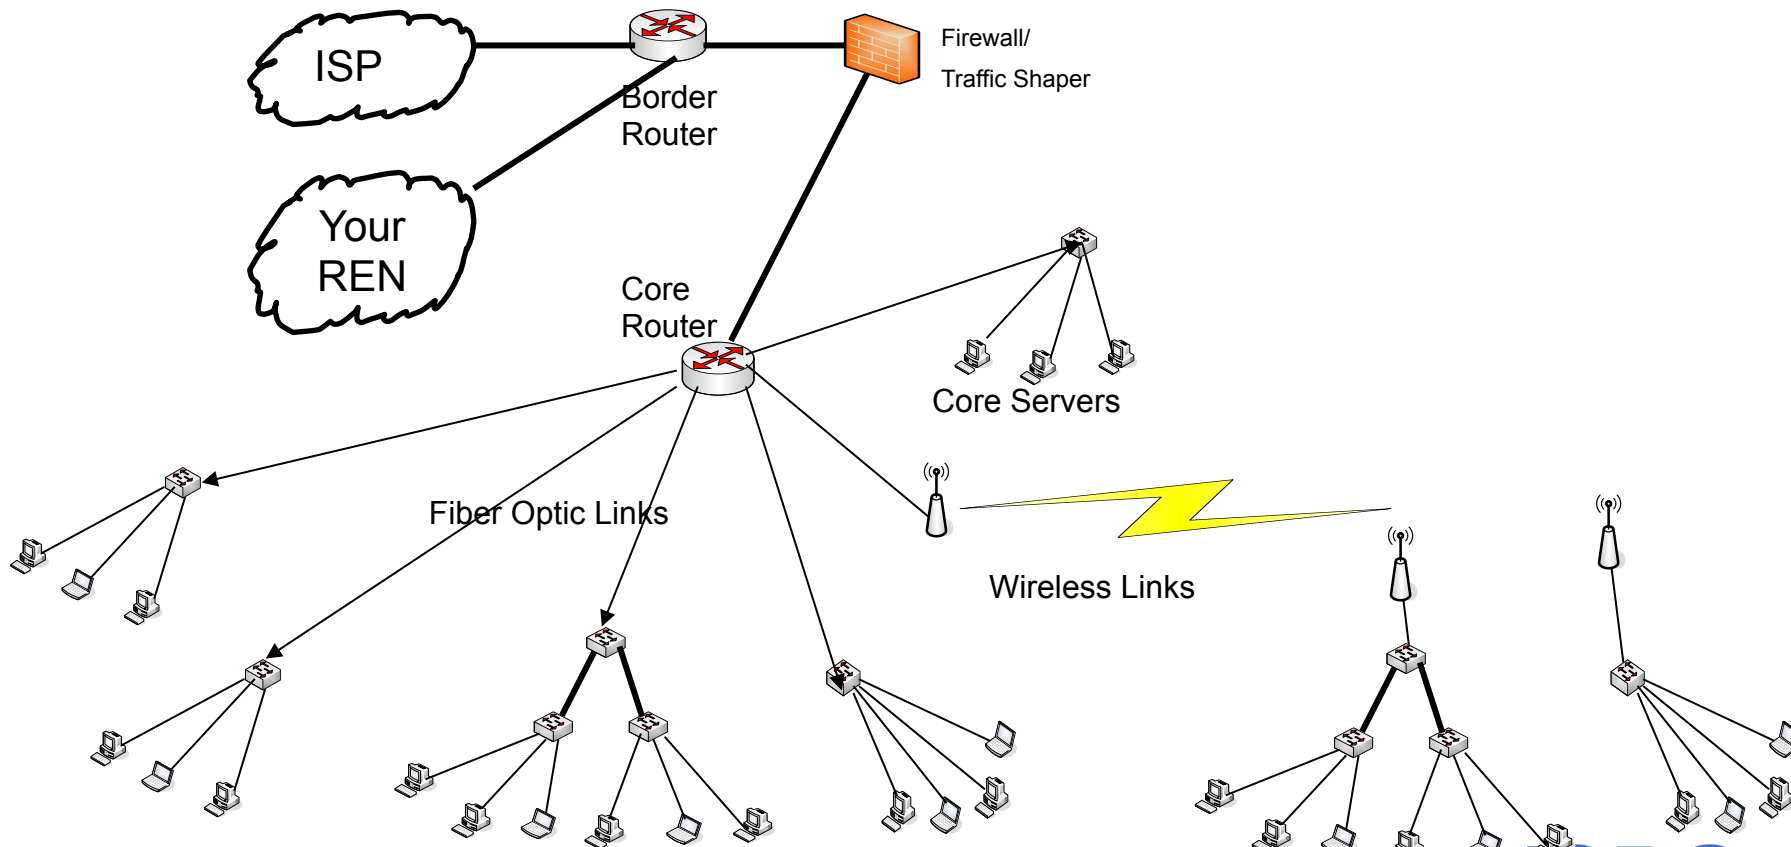 ISP
Firewall/
Traffic Shaper
Border
Router
Your
REN
Core
Router
Core Servers
Fiber Optic Links
Wireless Links